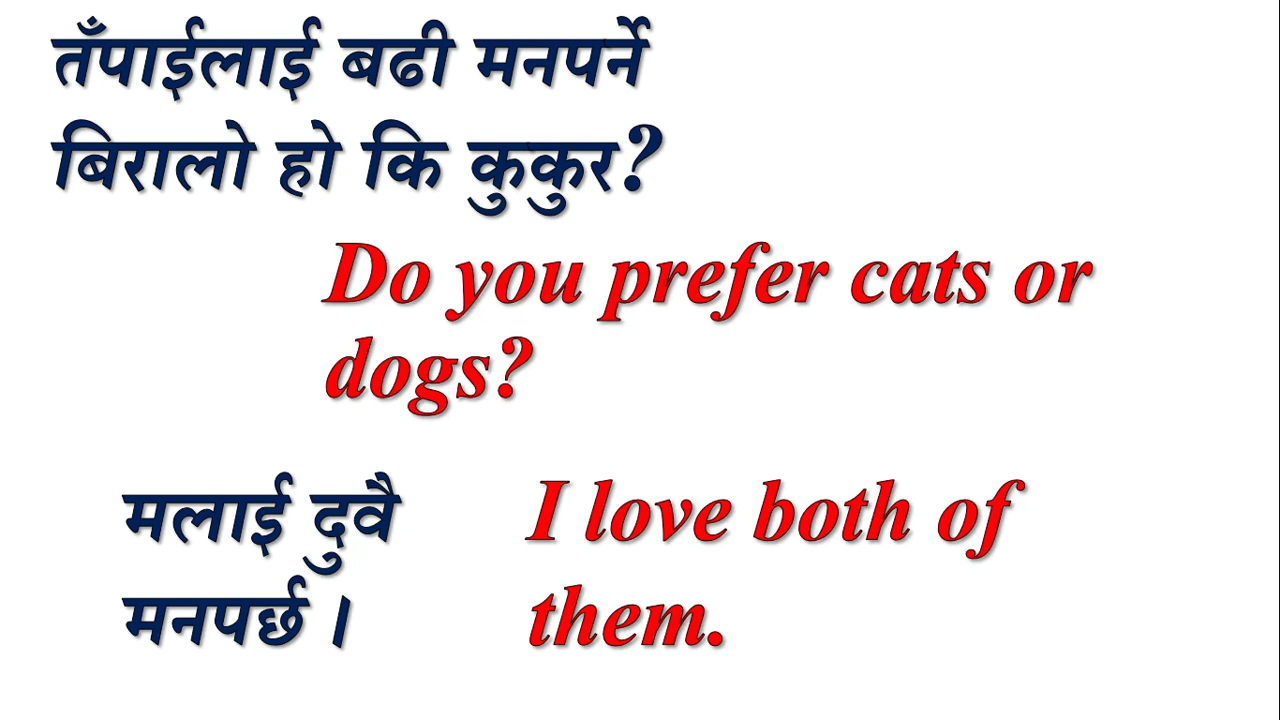 तँपाईलाई बढी मनपर्ने
बिरालो हो कि कुकुर?
Do you prefer cats or
dogs?
मलाई दुवै
मनपर्छ ।
I love both of
them.